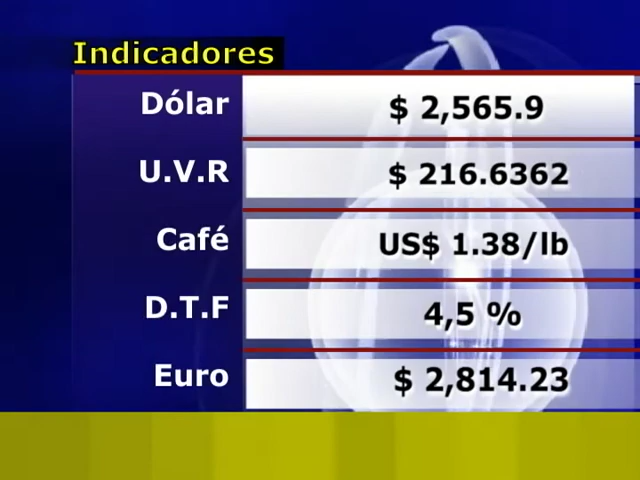 Indicadores
Dólar $ 2,565.9
U.V.R $ 216.6362
Café US$ 1.38/lb
D.T.F 4,5 %
Euro $ 2,814.23